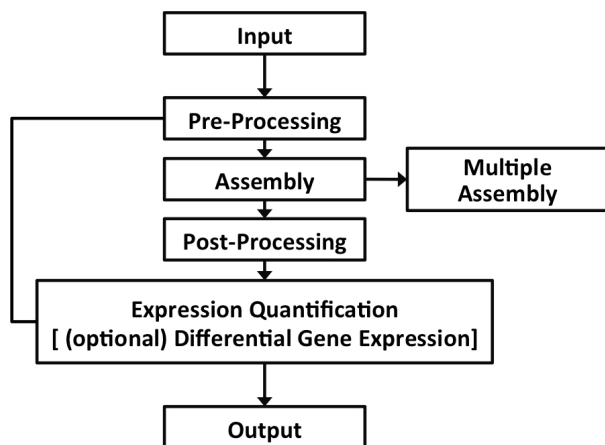 Input
Pre-Processing
Assembly
Multiple
Assembly
Post-Processing
Expression Quantification
[ (optional) Differential Gene Expression]
Output